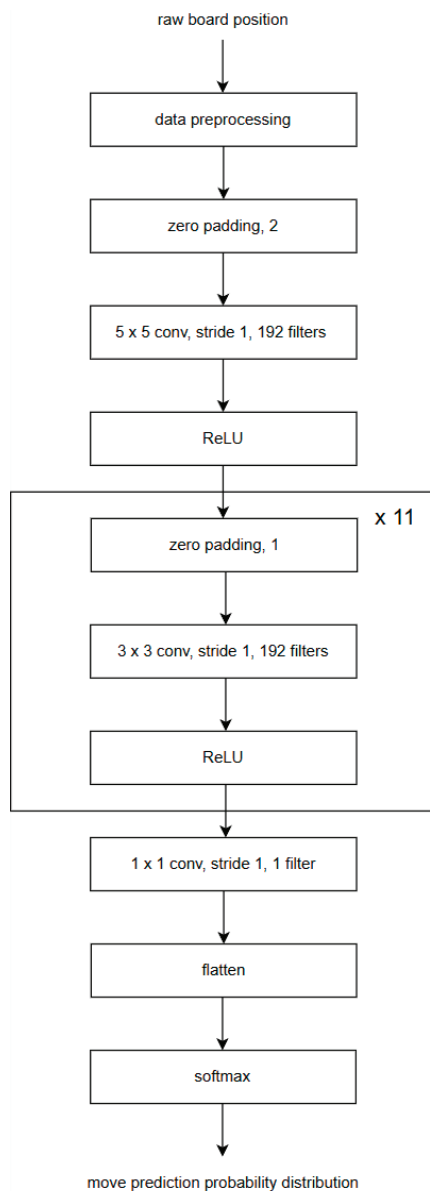 raw board position
data preprocessing
zero padding, 2
5 x 5 conv, stride 1, 192 filters
ReLU
x 11
zero padding, 1
3 x 3 conv, stride 1, 192 filters
ReLU
1 x 1 conv, stride 1, 1 filter
flatten
softmax
move prediction probability distribution